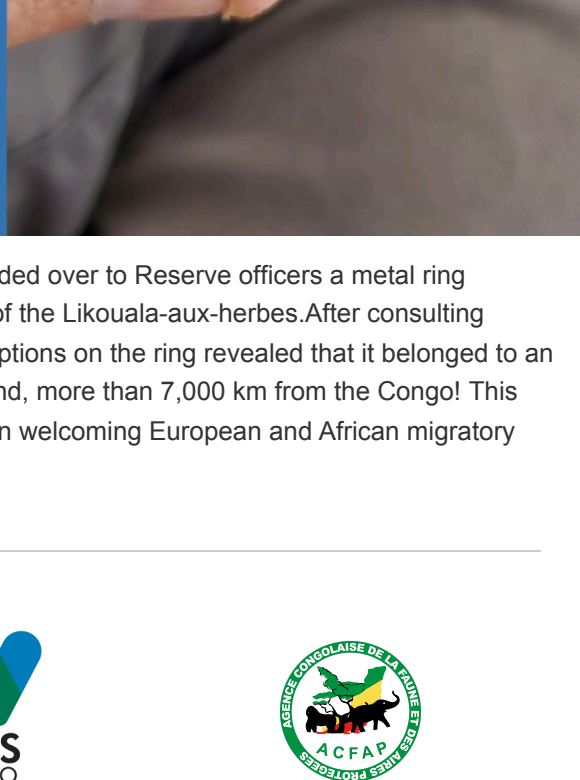 ded over to Reserve officers a metal ring
of the Likouala-aux-herbes.After consulting
ptions on the ring revealed that it belonged to an
nd, more than 7,000 km from the Congo! This
n welcoming European and African migratory
S
O
AGENCE CONGOLAISE DE LA FAUNE ET DES AIRES PROTÉGÉES
ACFAP